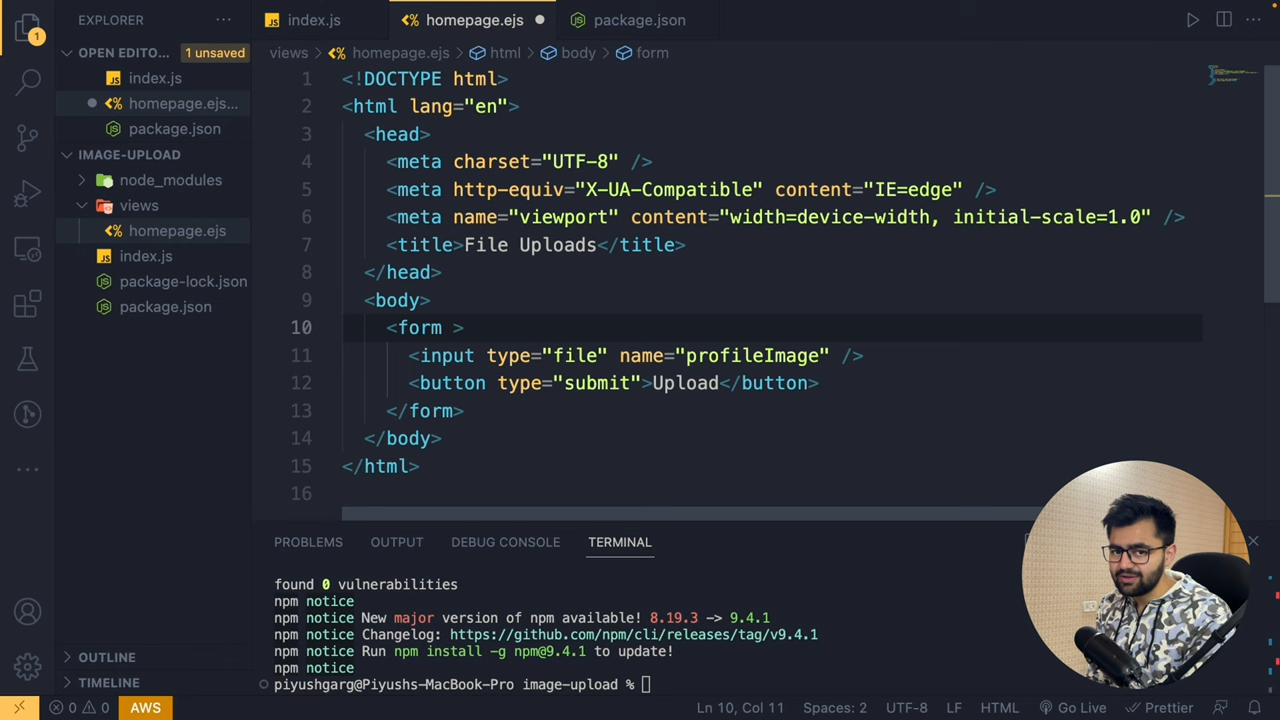 EXPLORER
index.js
homepage.ejs
package.json
OPEN EDITO... 1 unsaved
views > homepage.ejs > html > body > form
index.js
homepage.ejs...
package.json
IMAGE-UPLOAD
node_modules
views
homepage.ejs
index.js
package-lock.json
package.json
OUTLINE
TIMELINE
1
1 <!DOCTYPE html>
2 <html lang="en">
3 <head>
4 <meta charset="UTF-8" />
5 <meta http-equiv="X-UA-Compatible" content="IE=edge" />
6 <meta name="viewport" content="width=device-width, initial-scale=1.0" />
7 <title>File Uploads</title>
8 </head>
9 <body>
10 <form >
11 <input type="file" name="profileImage" />
12 <button type="submit">Upload</button>
13 </form>
14 </body>
15 </html>
16
PROBLEMS OUTPUT DEBUG CONSOLE TERMINAL
found 0 vulnerabilities
npm notice
npm notice New major version of npm available! 8.19.3 -> 9.4.1
npm notice Changelog: https://github.com/npm/cli/releases/tag/v9.4.1
npm notice Run npm install -g npm@9.4.1 to update!
npm notice
piyushgarg@Piyushs-MacBook-Pro image-upload %
0 0 AWS Ln 10, Col 11 Spaces: 2 UTF-8 LF HTML Go Live Prettier